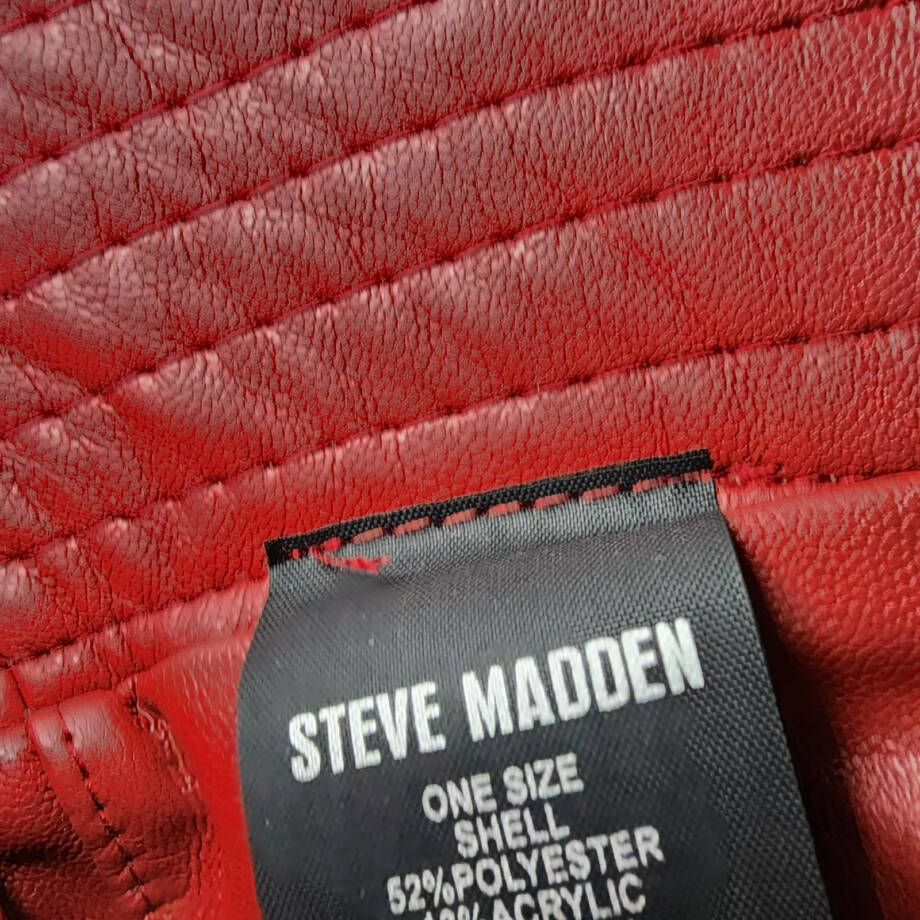 STEVE MADDEN
ONE SIZE
SHELL
52%POLYESTER
ACRYLIC